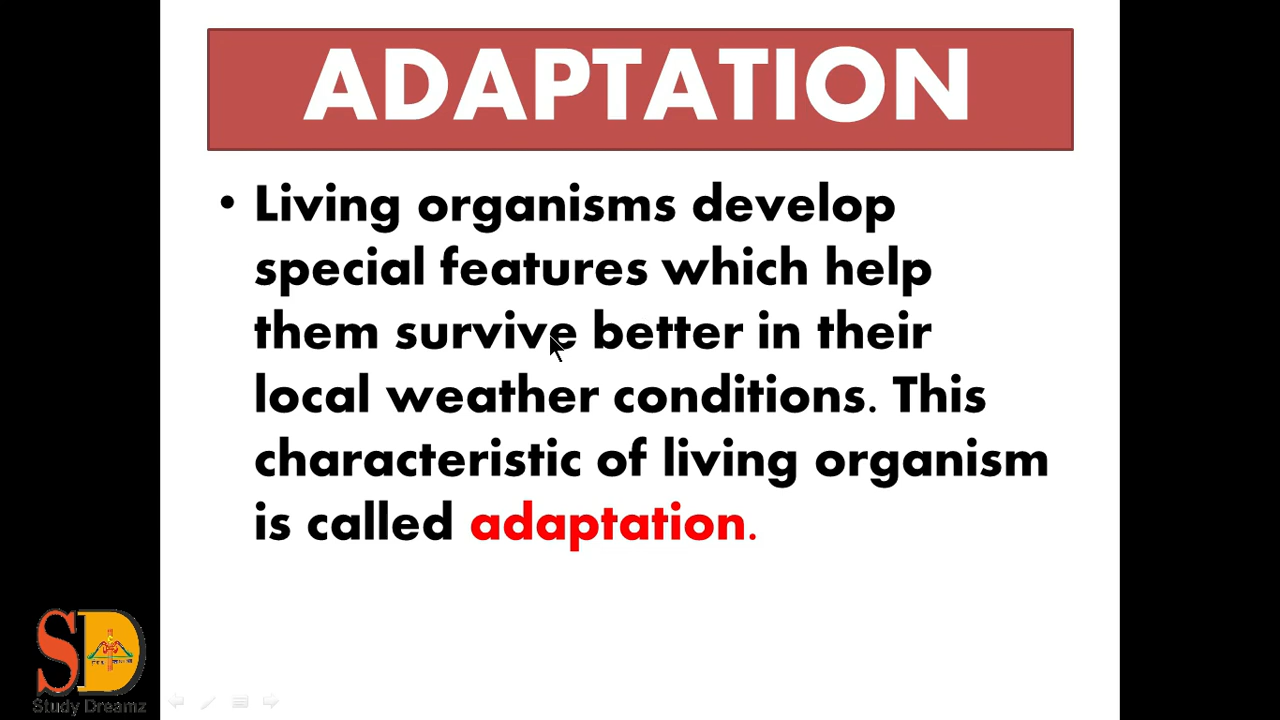 ADAPTATION
• Living organisms develop
special features which help
them survive better in their
local weather conditions. This
characteristic of living organism
is called adaptation.
SD
Study Dreamz